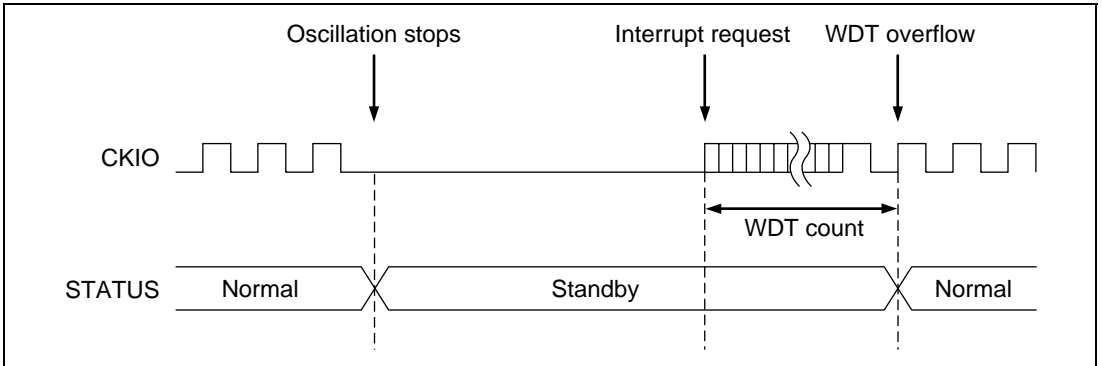 Oscillation stops Interrupt request WDT overflow
CKIO
WDT count
STATUS Normal Standby Normal